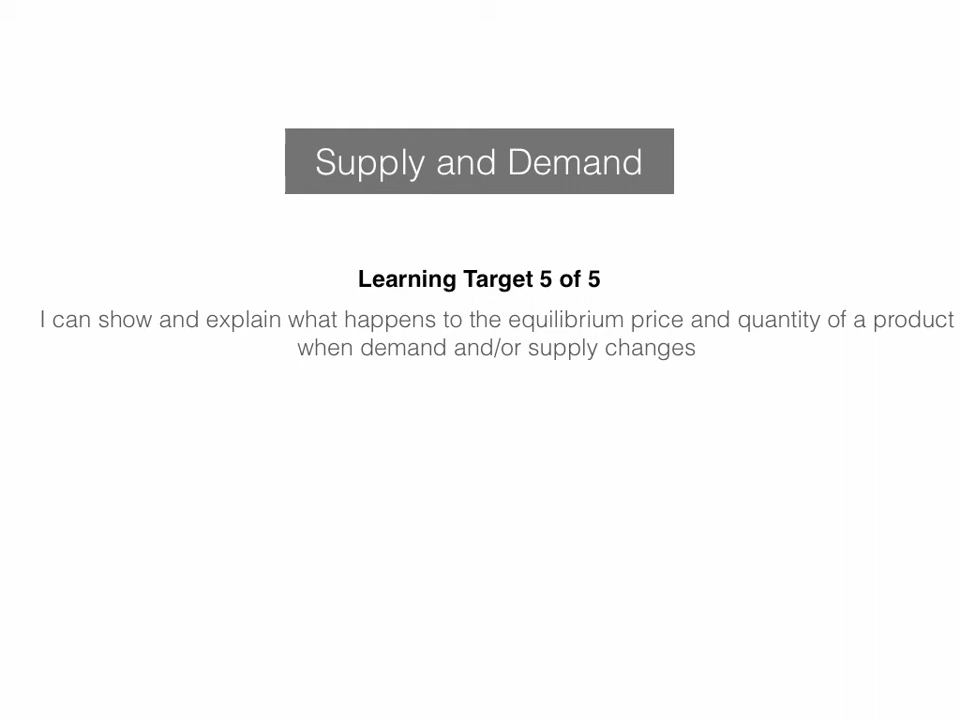 Supply and Demand
Learning Target 5 of 5
I can show and explain what happens to the equilibrium price and quantity of a product
when demand and/or supply changes